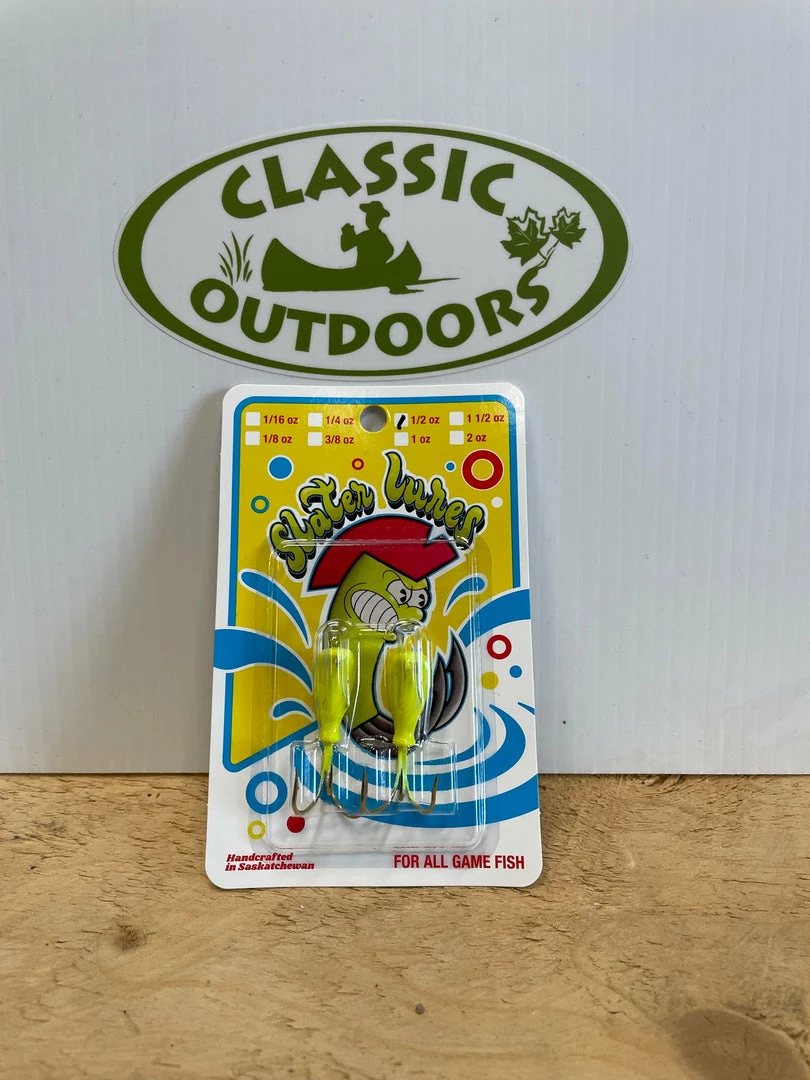 CLASSIC
OUTDOORS
1/16 oz 1/4 oz 1/2 oz 1 1/2 oz
1/8 oz 3/8 oz 1 oz 2 oz
Slater Lures
Handcrafted
in Saskatchewan
FOR ALL GAME FISH